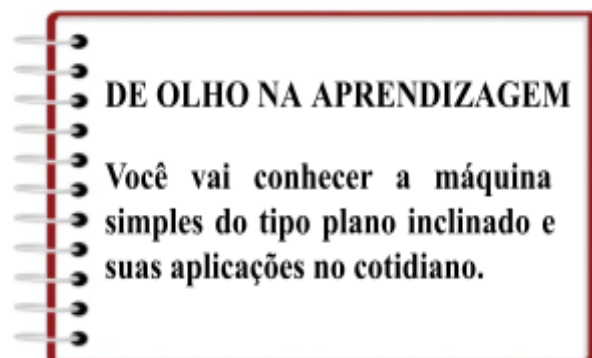 DE OLHO NA APRENDIZAGEM
Você vai conhecer a máquina
simples do tipo plano inclinado e
suas aplicações no cotidiano.